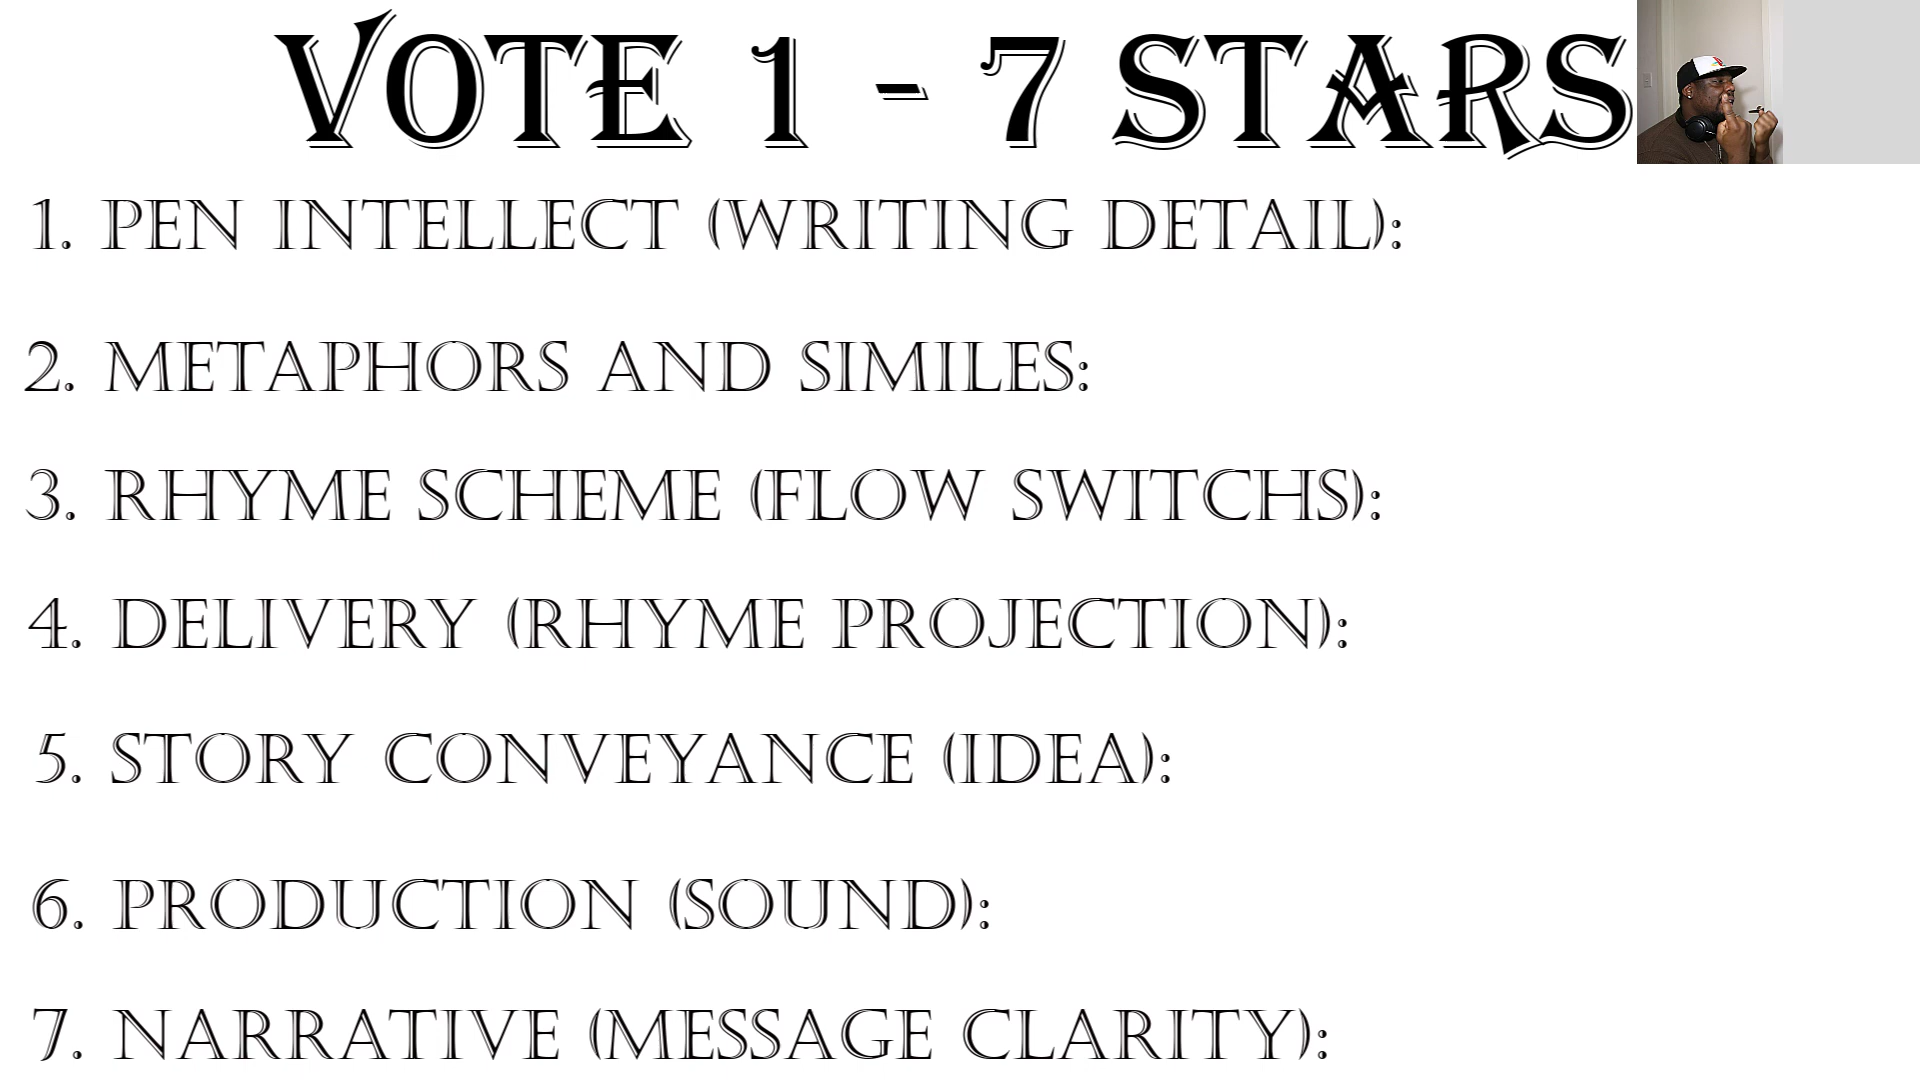 VOTE 1 - 7 STARS
1. PEN INTELLECT (WRITING DETAIL):
2. METAPHORS AND SIMILES:
3. RHYME SCHEME (FLOW SWITCHS):
4. DELIVERY (RHYME PROJECTION):
5. STORY CONVEYANCE (IDEA):
6. PRODUCTION (SOUND):
7. NARRATIVE (MESSAGE CLARITY):